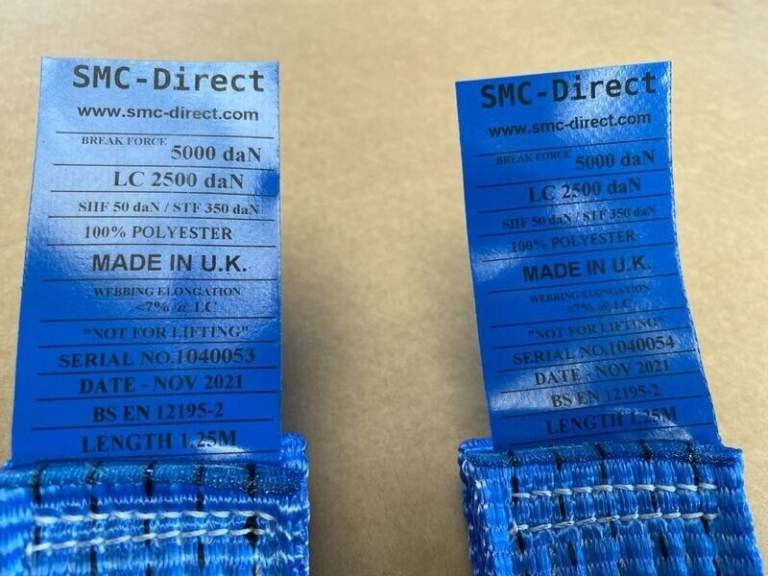 SMC-Direct
www.smc-direct.com
BREAK FORCE
5000 daN
LC 2500 daN
SHF 50 daN / STF 350 daN
100% POLYESTER
MADE IN U.K.
WEBBING ELONGATION
<7% @ LC
"NOT FOR LIFTING"
SERIAL NO.1040053
DATE - NOV 2021
BS EN 12195-2
LENGTH 1.25M
SMC-Direct
www.smc-direct.com
BREAK FORCE
5000 daN
LC 2500 daN
SHF 50 daN / STF 350 daN
100% POLYESTER
MADE IN U.K.
WEBBING ELONGATION
<7% @ LC
"NOT FOR LIFTING"
SERIAL NO.1040054
DATE - NOV 2021
BS EN 12195-2
LENGTH 1.25M